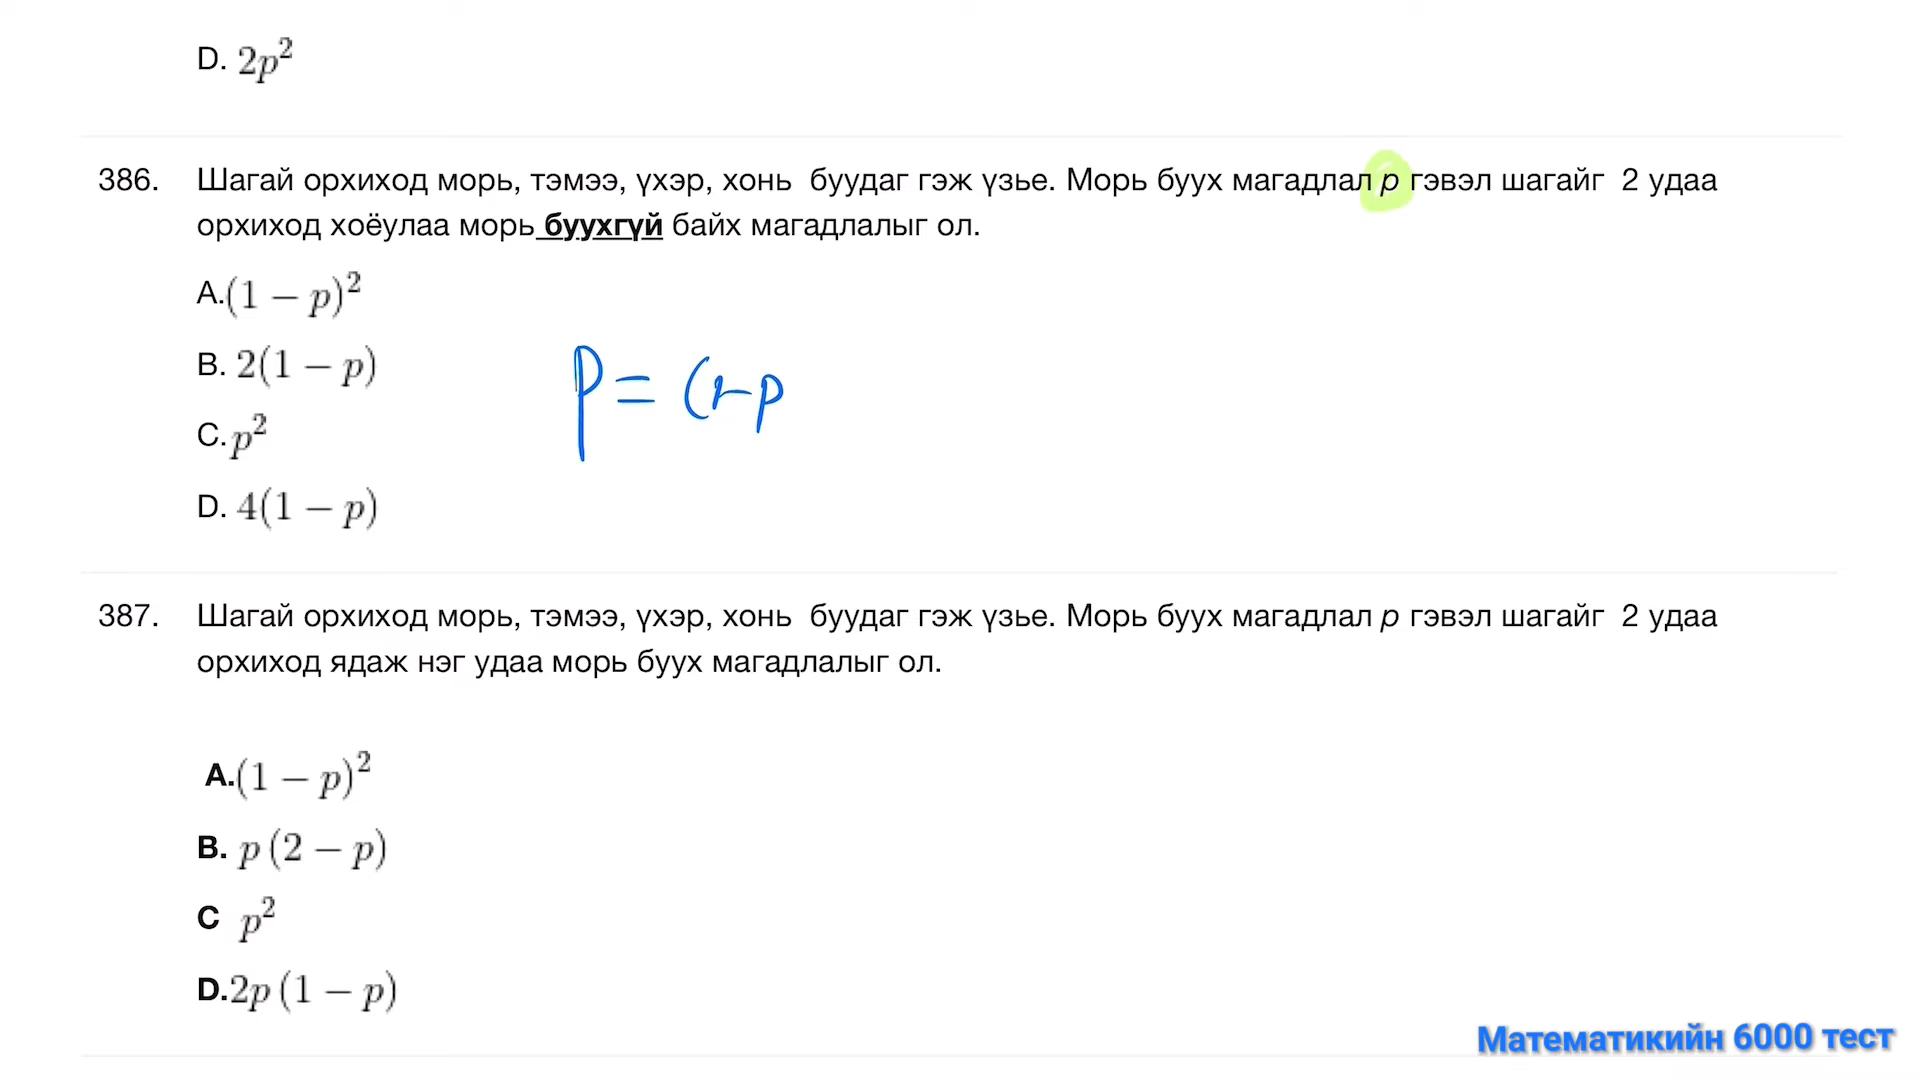 D. 2p²
386. Шагай орхиход морь, тэмээ, үхэр, хонь буудаг гэж үзье. Морь буух магадлал p гэвэл шагайг 2 удаа
орхиход хоёулаа морь буухгүй байх магадлалыг ол.
A.(1 − p)²
B. 2(1 − p)
C. p²
D. 4(1 − p)
P = (1-p
387. Шагай орхиход морь, тэмээ, үхэр, хонь буудаг гэж үзье. Морь буух магадлал p гэвэл шагайг 2 удаа
орхиход ядаж нэг удаа морь буух магадлалыг ол.
A.(1 − p)²
B. p (2 − p)
C p²
D.2p (1 − p)
Математикийн 6000 тест